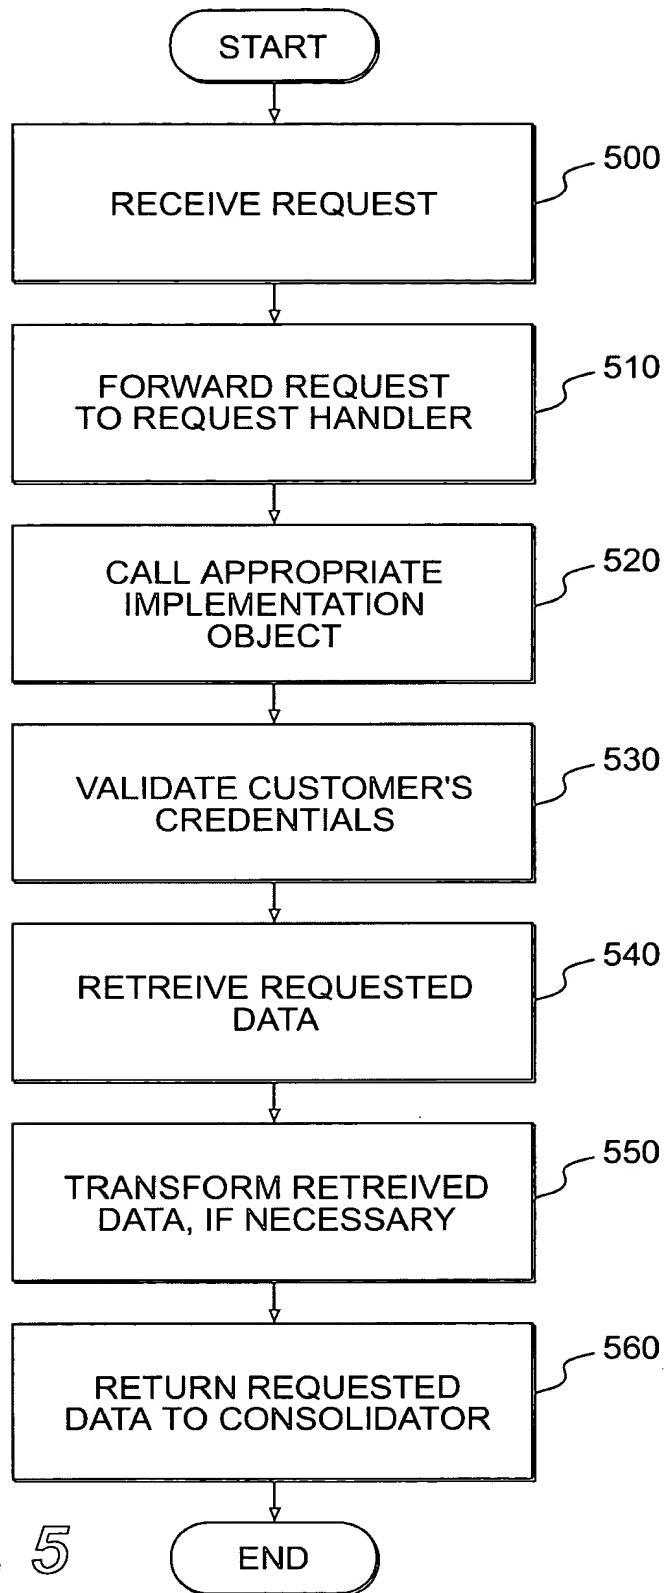 START
RECEIVE REQUEST
500
FORWARD REQUEST
TO REQUEST HANDLER
510
CALL APPROPRIATE
IMPLEMENTATION
OBJECT
520
VALIDATE CUSTOMER'S
CREDENTIALS
530
RETREIVE REQUESTED
DATA
540
TRANSFORM RETREIVED
DATA, IF NECESSARY
550
RETURN REQUESTED
DATA TO CONSOLIDATOR
560
END
5